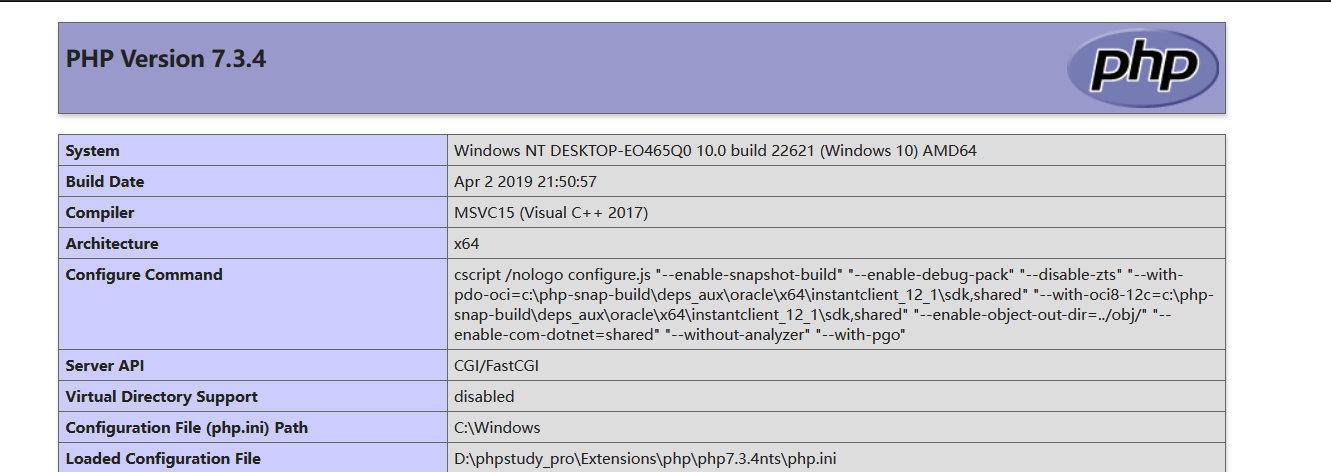 PHP Version 7.3.4
php
System Windows NT DESKTOP-EO465Q0 10.0 build 22621 (Windows 10) AMD64
Build Date Apr 2 2019 21:50:57
Compiler MSVC15 (Visual C++ 2017)
Architecture x64
Configure Command cscript /nologo configure.js "--enable-snapshot-build" "--enable-debug-pack" "--disable-zts" "--with-
pdo-oci=c:\php-snap-build\deps_aux\oracle\x64\instantclient_12_1\sdk,shared" "--with-oci8-12c=c:\php-
snap-build\deps_aux\oracle\x64\instantclient_12_1\sdk,shared" "--enable-object-out-dir=../obj/" "--
enable-com-dotnet=shared" "--without-analyzer" "--with-pgo"
Server API CGI/FastCGI
Virtual Directory Support disabled
Configuration File (php.ini) Path C:\Windows
Loaded Configuration File D:\phpstudy_pro\Extensions\php\php7.3.4nts\php.ini